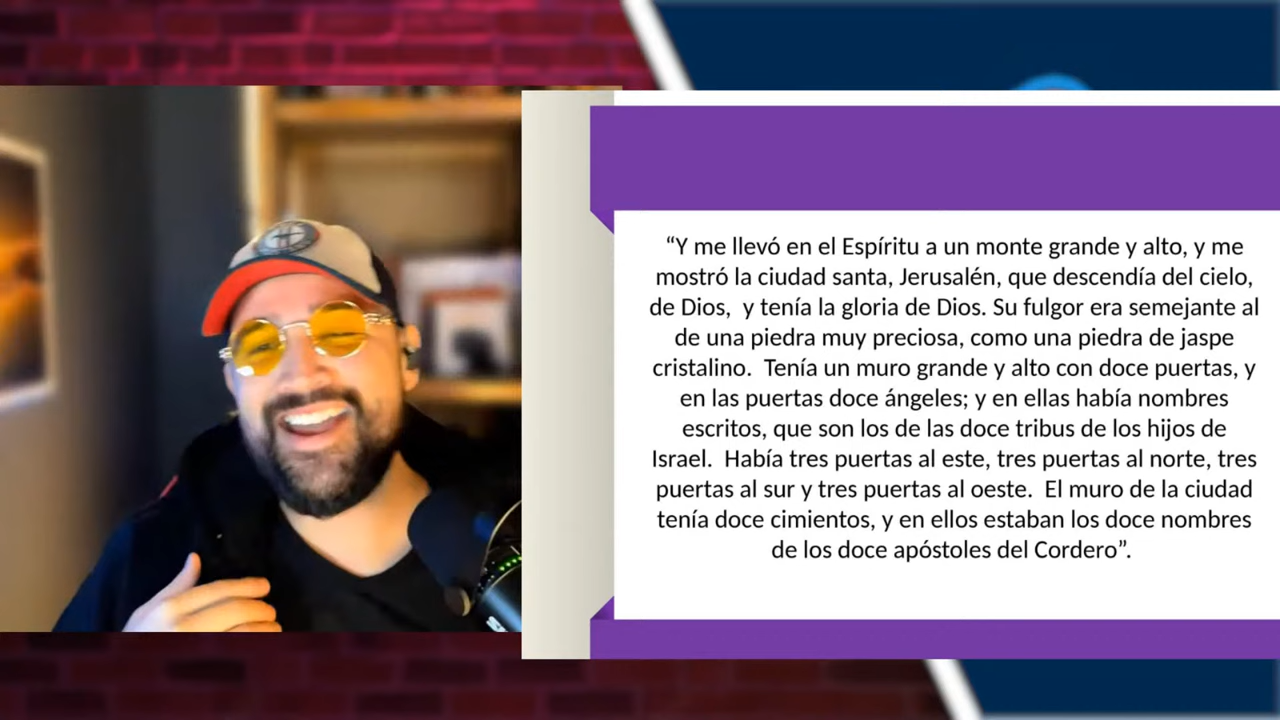 “Y me llevó en el Espíritu a un monte grande y alto, y me
mostró la ciudad santa, Jerusalén, que descendía del cielo,
de Dios,  y tenía la gloria de Dios. Su fulgor era semejante al
de una piedra muy preciosa, como una piedra de jaspe
cristalino.  Tenía un muro grande y alto con doce puertas, y
en las puertas doce ángeles; y en ellas había nombres
escritos, que son los de las doce tribus de los hijos de
Israel.  Había tres puertas al este, tres puertas al norte, tres
puertas al sur y tres puertas al oeste.  El muro de la ciudad
tenía doce cimientos, y en ellos estaban los doce nombres
de los doce apóstoles del Cordero”.